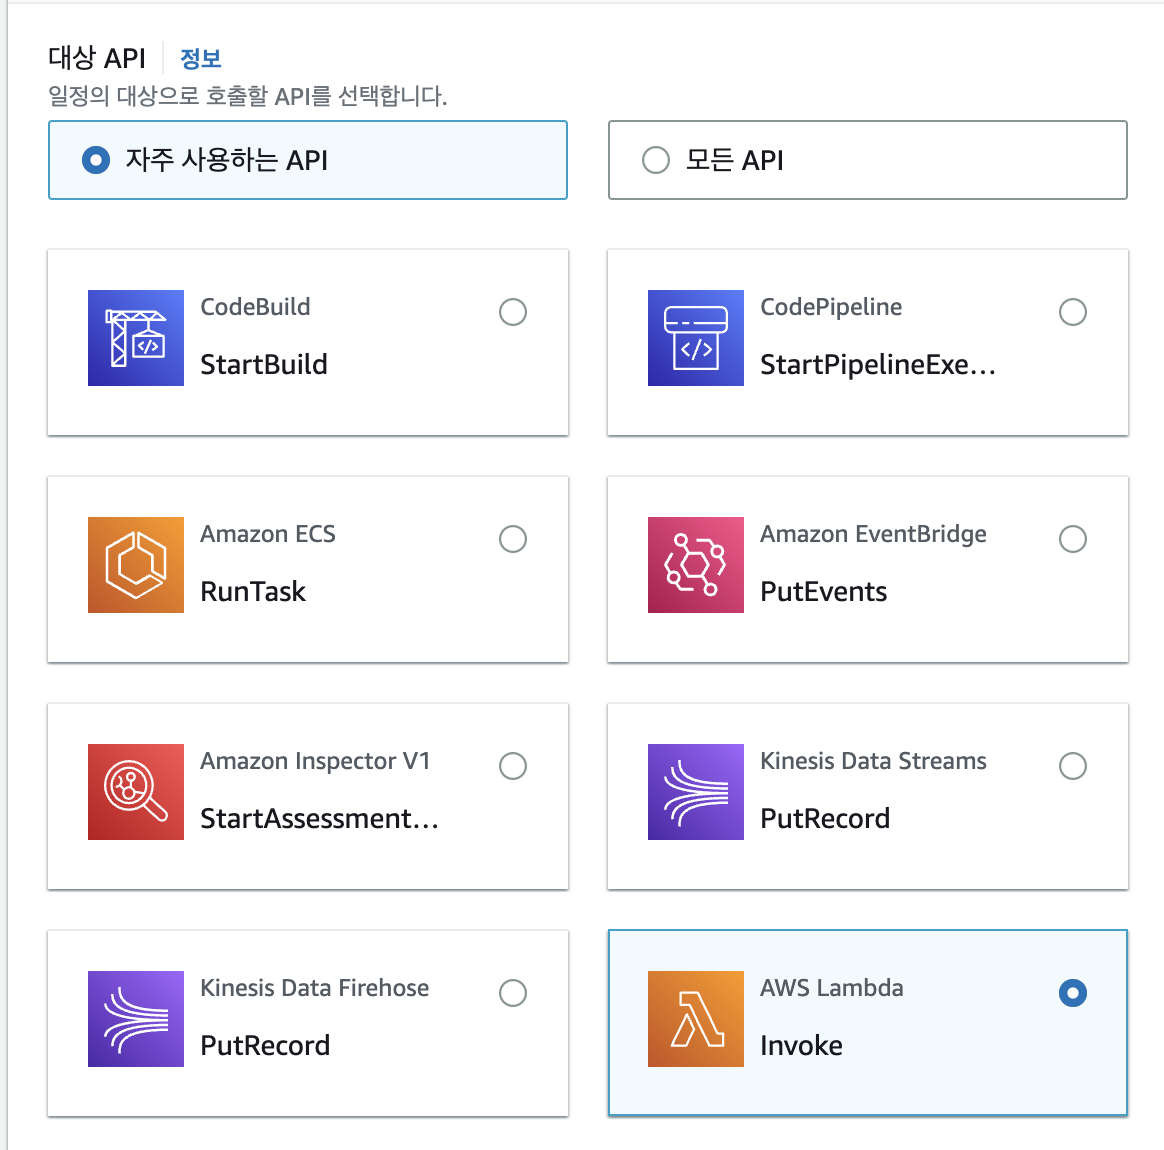 대상 API 정보
일정의 대상으로 호출할 API를 선택합니다.
자주 사용하는 API
모든 API
CodeBuild
StartBuild
CodePipeline
StartPipelineExe...
Amazon ECS
RunTask
Amazon EventBridge
PutEvents
Amazon Inspector V1
StartAssessment...
Kinesis Data Streams
PutRecord
Kinesis Data Firehose
PutRecord
AWS Lambda
Invoke